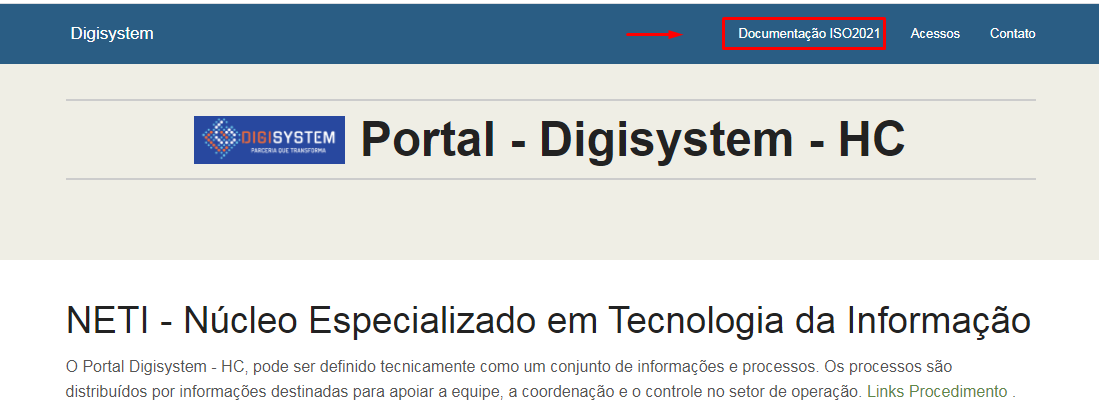 Digisystem
Documentação ISO2021
Acessos
Contato
DIGISYSTEM
PARCERIA QUE TRANSFORMA
Portal - Digisystem - HC
NETI - Núcleo Especializado em Tecnologia da Informação
O Portal Digisystem - HC, pode ser definido tecnicamente como um conjunto de informações e processos. Os processos são
distribuídos por informações destinadas para apoiar a equipe, a coordenação e o controle no setor de operação. Links Procedimento .